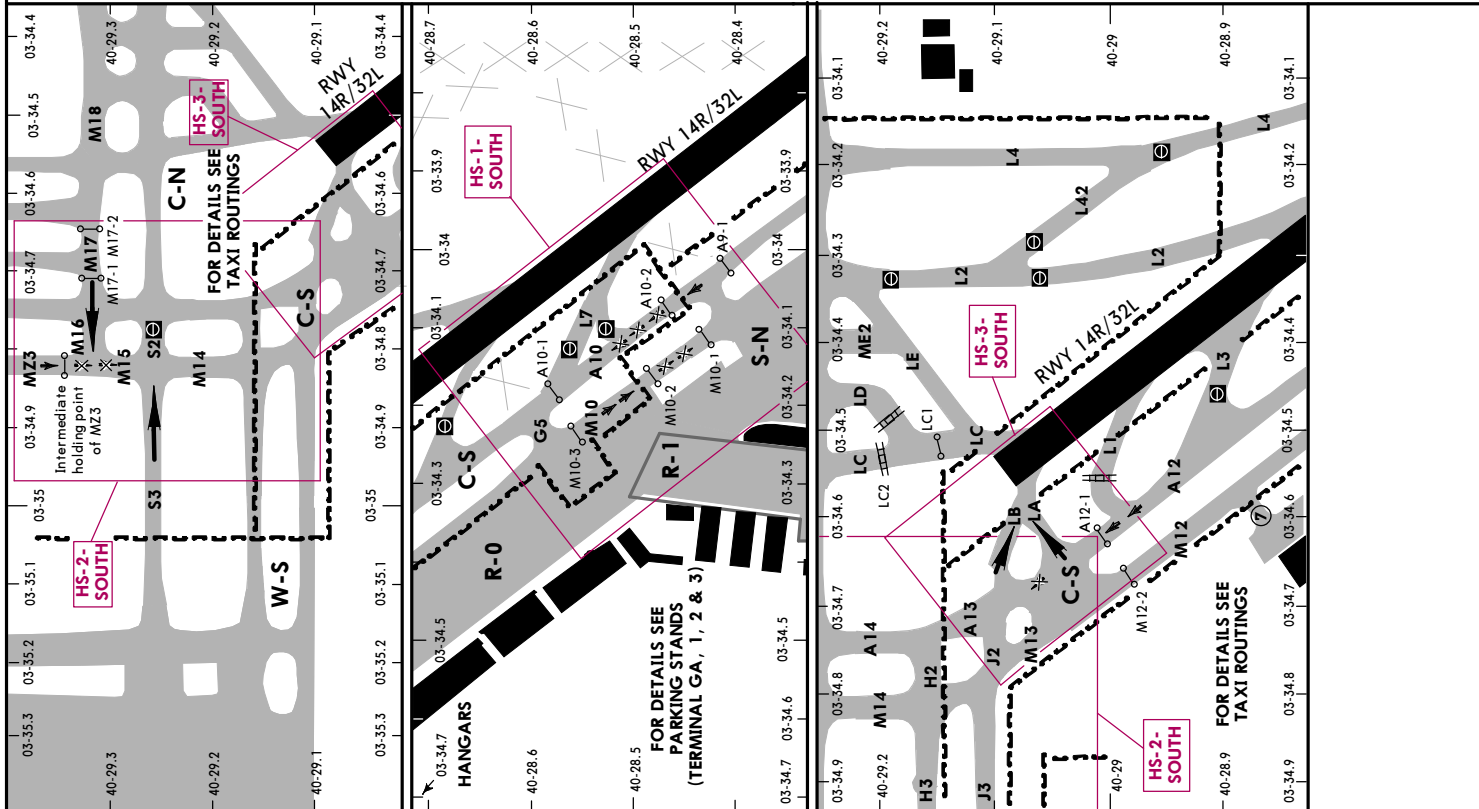 03-34.4
40-29.3
40-29.2
40-29.1
03-34.4
03-34.5
M18
HS-3-
SOUTH
RWY
14R/32L
03-34.6
C-N
FOR DETAILS SEE
TAXI ROUTINGS
03-34.6
M17
M17-1
M17-2
03-34.7
03-34.7
C-S
M16
MZ3
M15
S2
M14
03-34.8
03-34.9
Intermediate
holding point
of MZ3
03-34.9
03-35
S3
03-35
HS-2-
SOUTH
03-35.1
W-S
03-35.1
03-35.2
03-35.2
03-35.3
40-29.3
40-29.2
40-29.1
03-35.3
40-28.7
40-28.6
40-28.5
40-28.4
03-33.9
HS-1-
SOUTH
RWY 14R/32L
03-33.9
03-34
A9-1
03-34
03-34.1
L7
A10-2
A10-1
A10
M10-1
S-N
03-34.1
M10-2
03-34.2
G5
M10
M10-3
C-S
03-34.3
R-1
03-34.3
R-0
03-34.5
FOR DETAILS SEE
PARKING STANDS
(TERMINAL GA, 1, 2 & 3)
03-34.5
03-34.6
HANGARS
03-34.7
40-28.6
40-28.5
40-28.4
03-34.7
40-29.2
40-29.1
40-29
40-28.9
03-34.1
03-34.1
L4
L4
03-34.2
03-34.2
L42
03-34.3
L2
L2
03-34.3
ME2
LE
HS-3-
SOUTH
RWY 14R/32L
03-34.4
03-34.4
L3
LD
LC1
03-34.5
LC
LC
L1
03-34.5
LC2
A12
03-34.6
LB
LA
A12-1
M12
7
03-34.6
C-S
M12-2
03-34.7
A14
A13
M13
J2
FOR DETAILS SEE
TAXI ROUTINGS
03-34.7
03-34.8
M14
H2
03-34.8
HS-2-
SOUTH
03-34.9
H3
J3
40-29.2
40-29
40-28.9
03-34.9